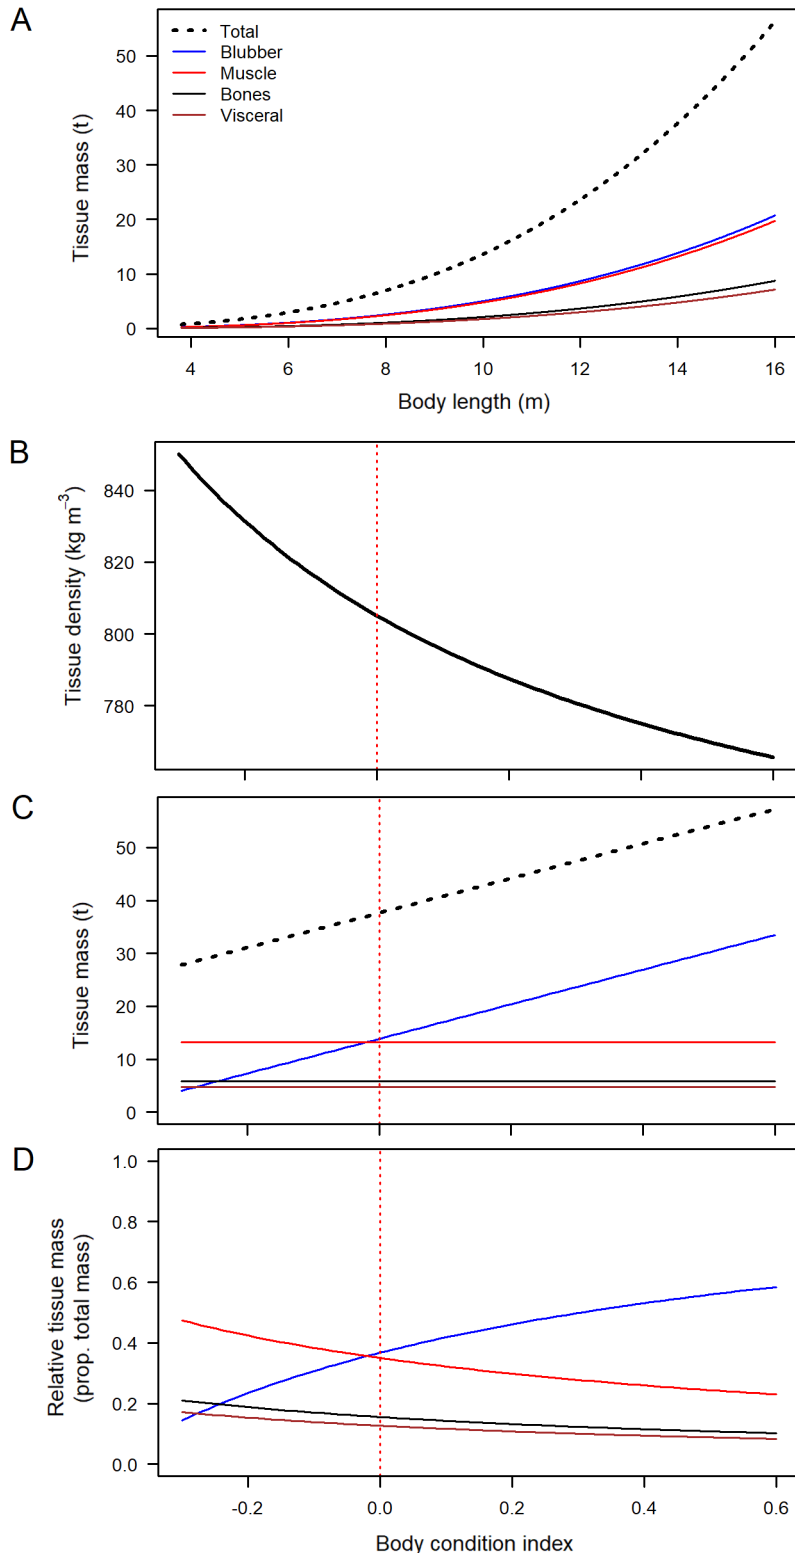 A
Total
Blubber
Muscle
Bones
Visceral
Tissue mass (t)
50
40
30
20
10
0
4 6 8 10 12 14 16
Body length (m)
B
Tissue density (kg m⁻³)
840
820
800
780
C
Tissue mass (t)
50
40
30
20
10
0
D
Relative tissue mass
(prop. total mass)
1.0
0.8
0.6
0.4
0.2
0.0
-0.2 0.0 0.2 0.4 0.6
Body condition index